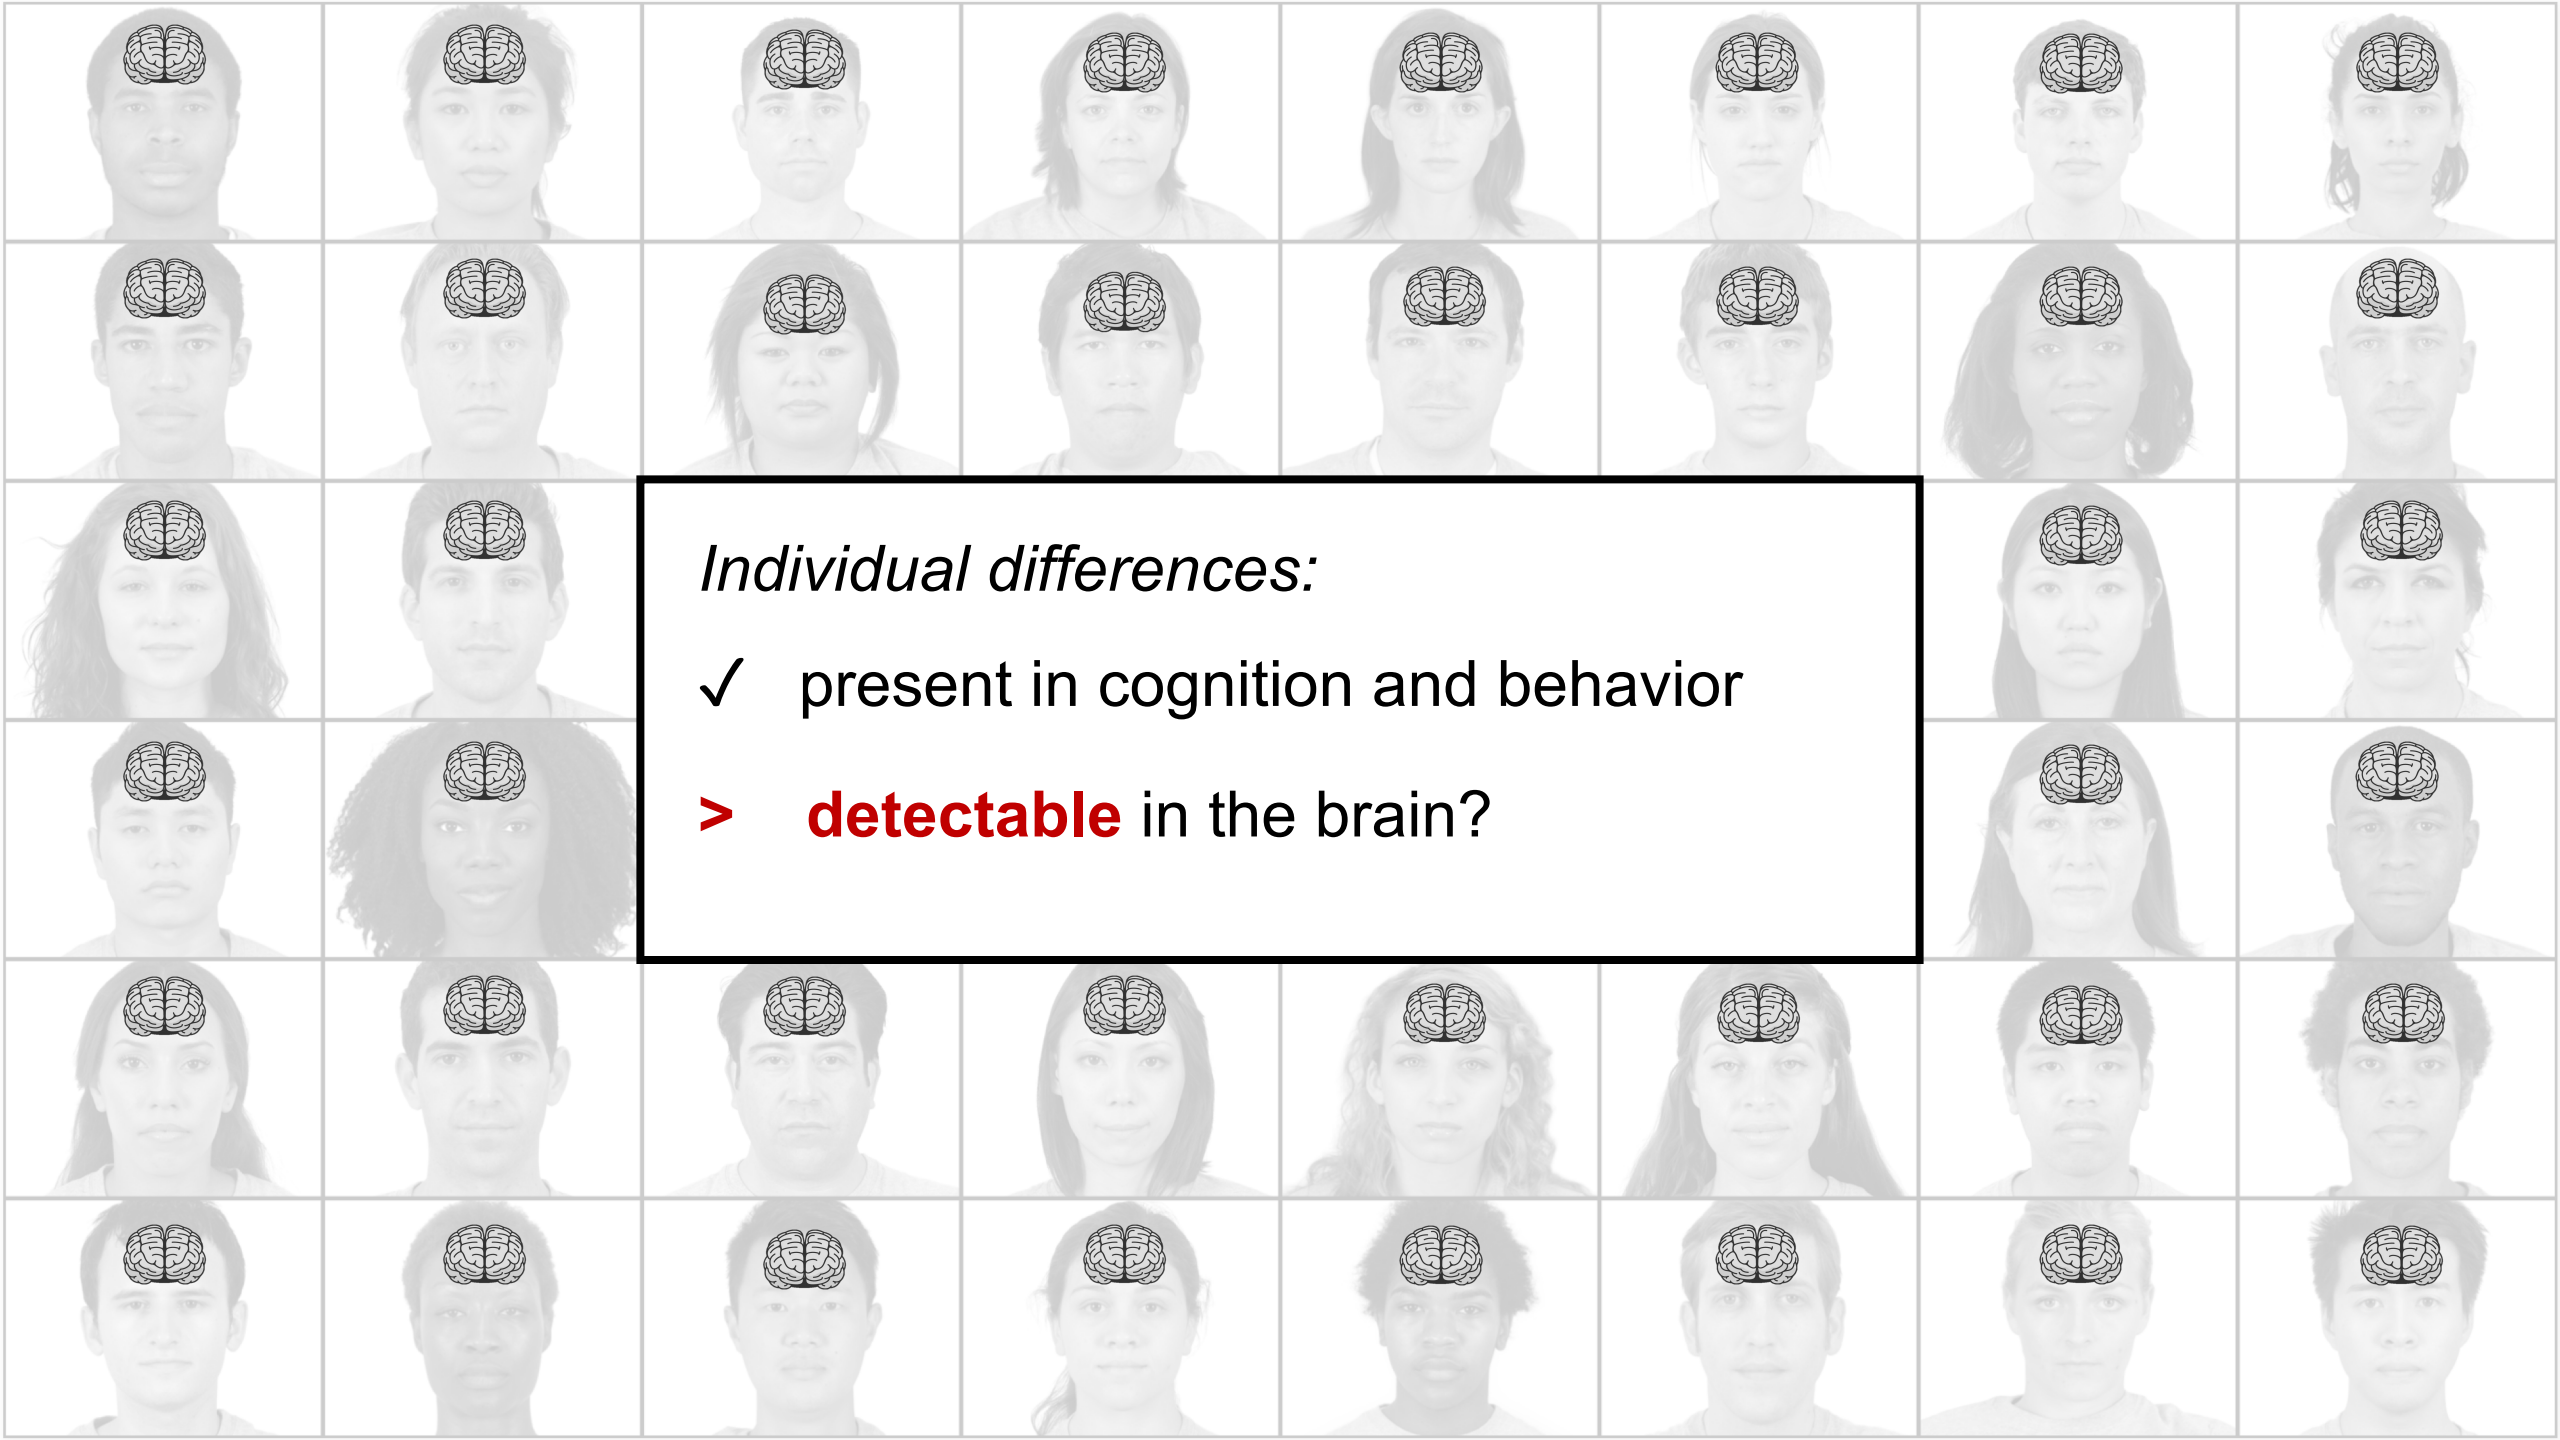 Individual differences:
✓ present in cognition and behavior
> detectable in the brain?